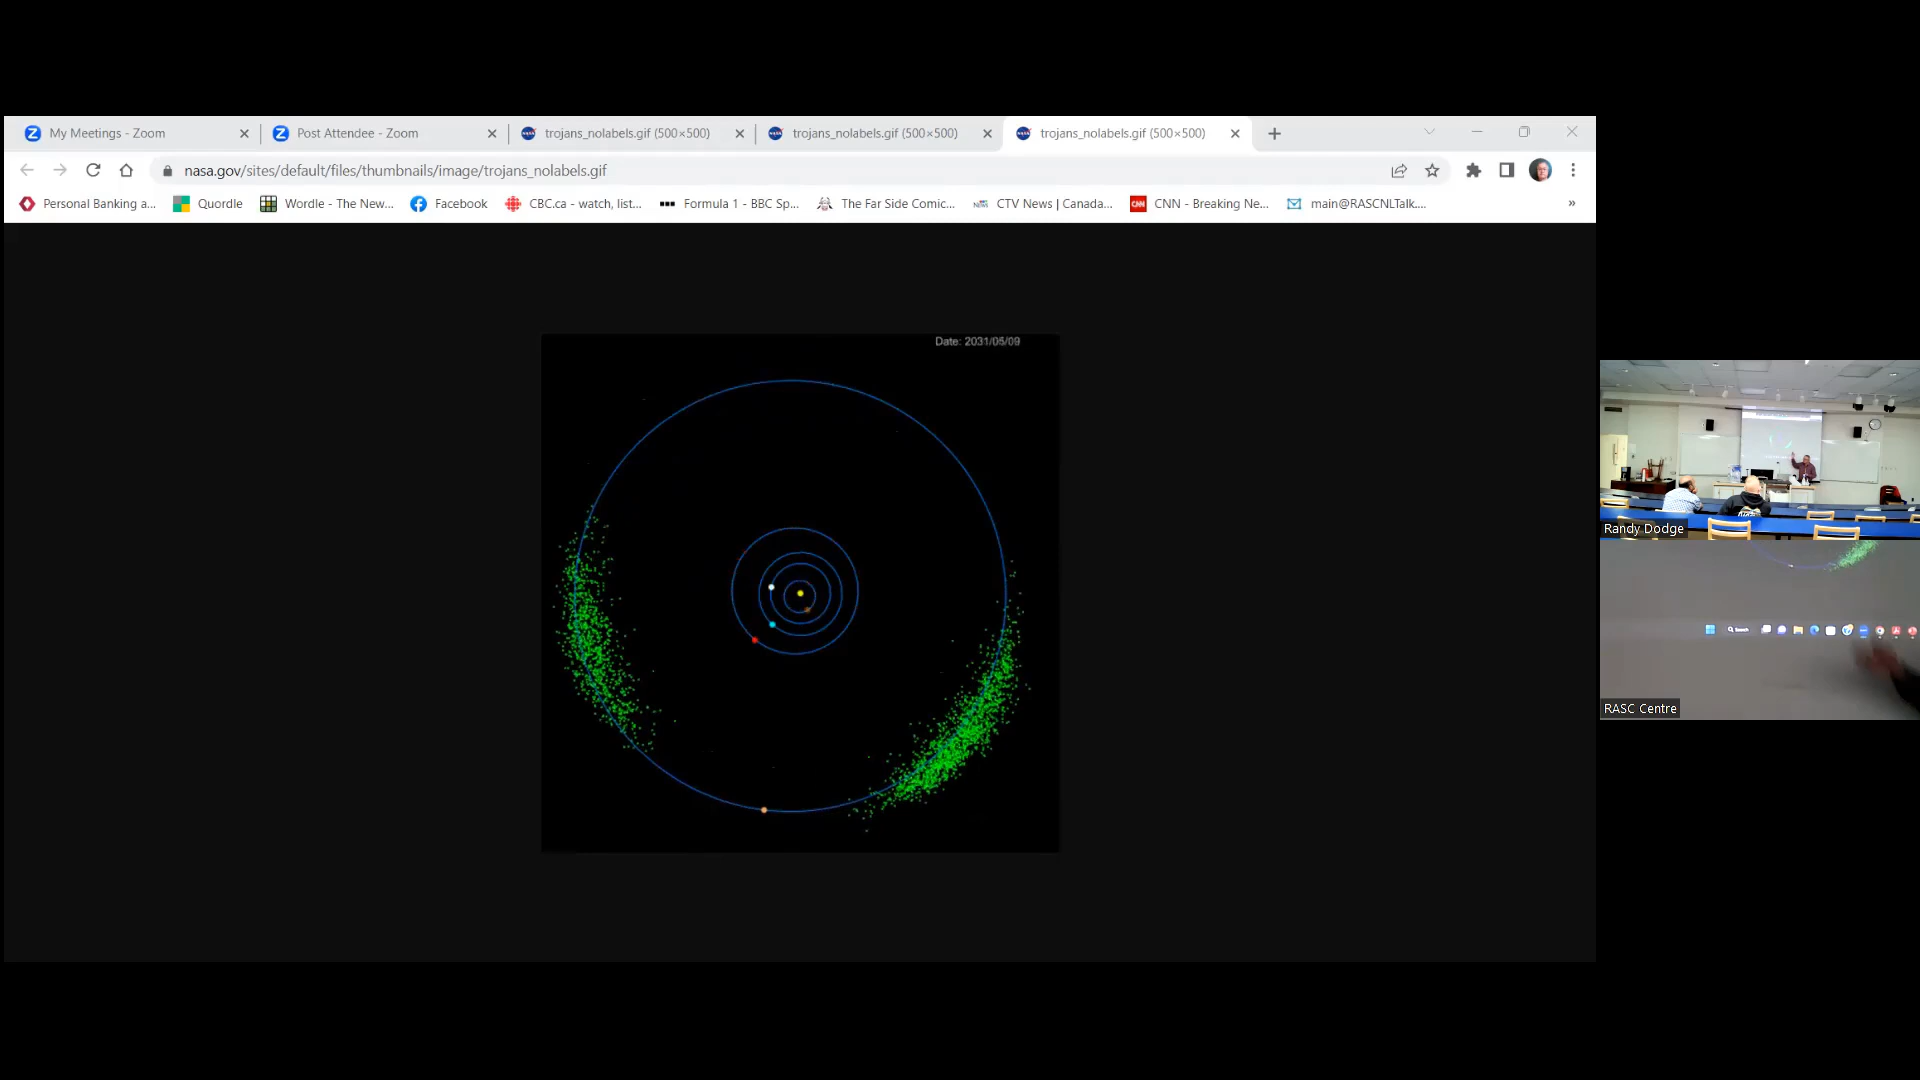 My Meetings - Zoom
Post Attendee - Zoom
trojans_nolabels.gif (500×500)
trojans_nolabels.gif (500×500)
trojans_nolabels.gif (500×500)
nasa.gov/sites/default/files/thumbnails/image/trojans_nolabels.gif
Personal Banking a...
Quordle
Wordle - The New...
Facebook
CBC.ca - watch, list...
Formula 1 - BBC Sp...
The Far Side Comic...
CTV News | Canada...
CNN - Breaking Ne...
main@RASCNLTalk....
Date: 2031/05/09
Randy Dodge
Search
RASC Centre